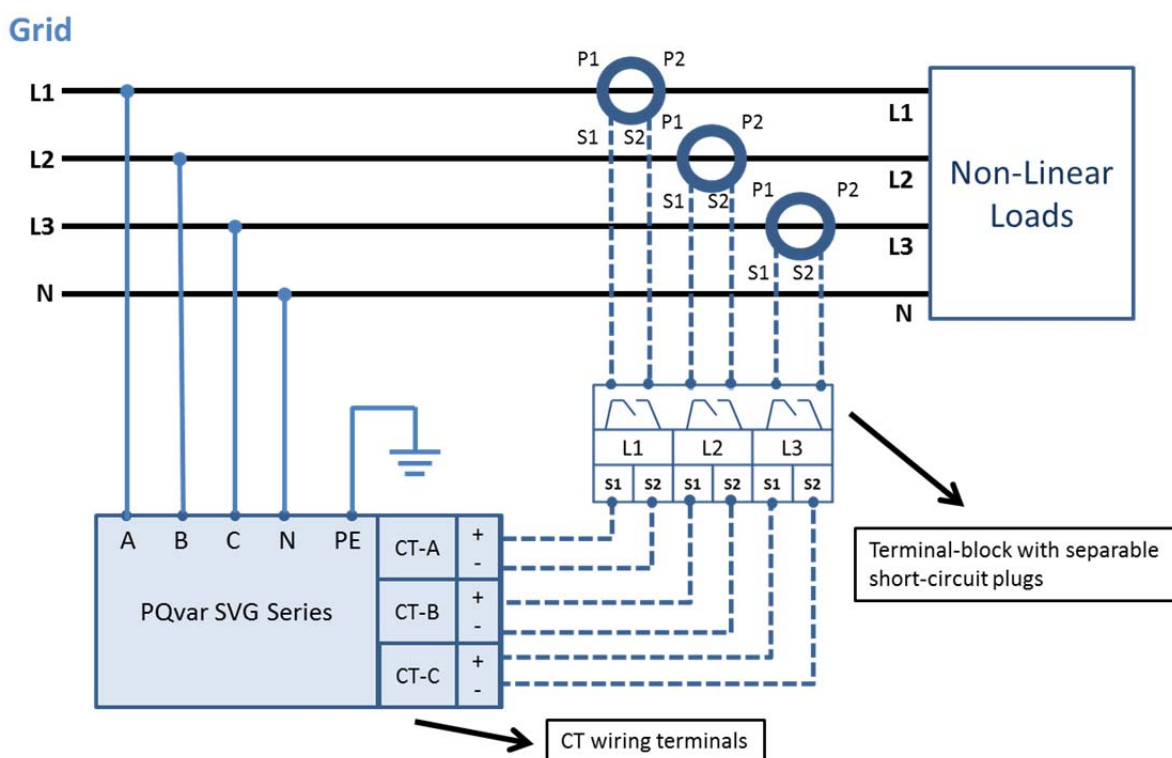 Grid
P1 P2
L1 L1
S1 S2 P1 P2
L2 L2
S1 S2 P1 P2
L3 L3
S1 S2
N N
Non-Linear
Loads
L1 L2 L3
S1 S2 S1 S2 S1 S2
A B C N PE
CT-A + -
CT-B + -
CT-C + -
PQvar SVG Series
Terminal-block with separable
short-circuit plugs
CT wiring terminals